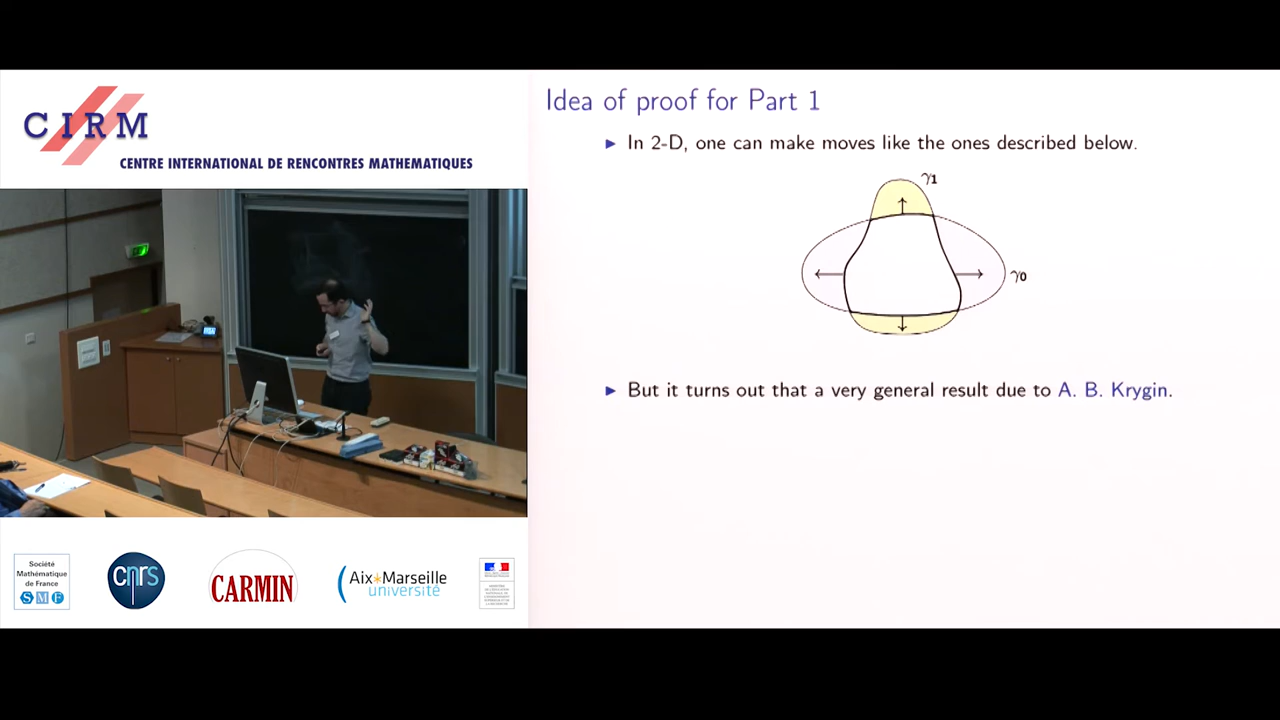 CIRM
CENTRE INTERNATIONAL DE RENCONTRES MATHEMATIQUES
Idea of proof for Part 1
▶ In 2-D, one can make moves like the ones described below.
γ1
γ0
▶ But it turns out that a very general result due to A. B. Krygin.
Société
Mathématique
de France
SMF
cnrs
CARMIN
Aix*Marseille
université